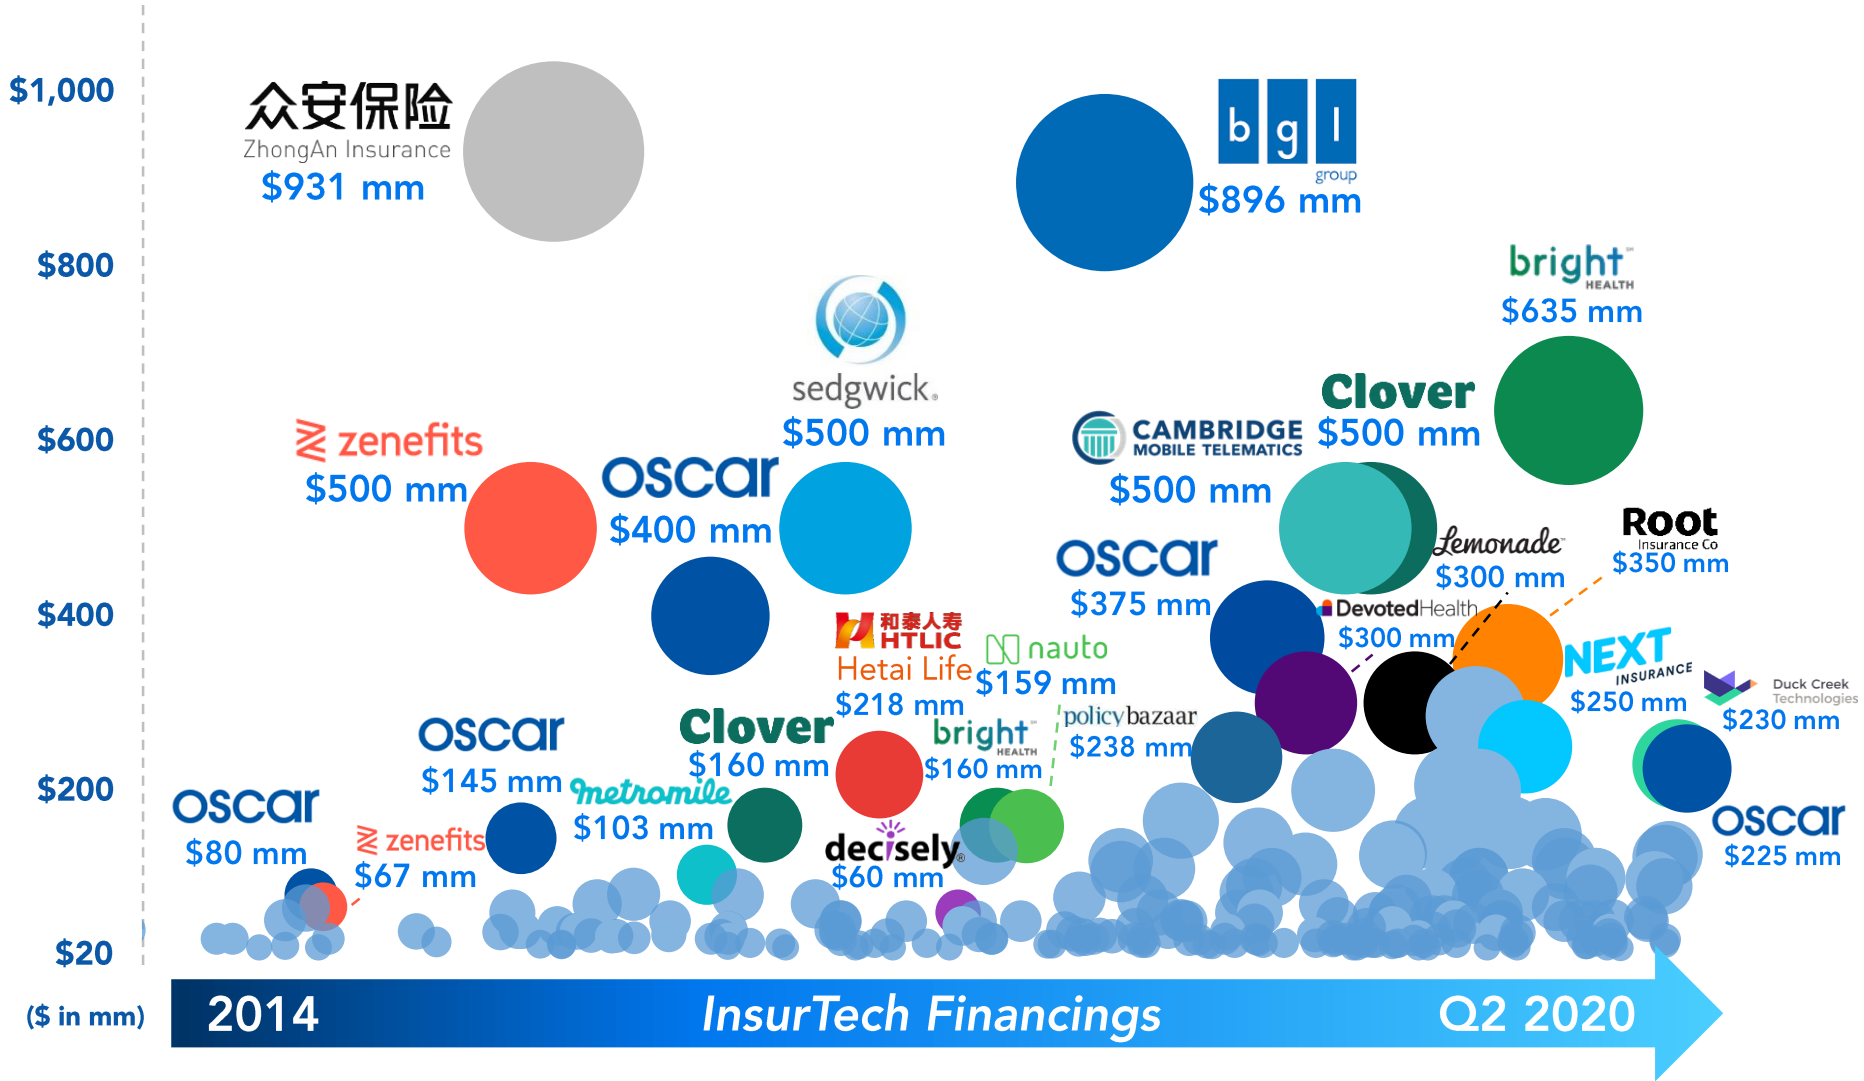 $1,000
$800
$600
$400
$200
$20
($ in mm)
众安保险
ZhongAn Insurance
$931 mm
bgl
group
$896 mm
bright
HEALTH
$635 mm
sedgwick®
$500 mm
zenefits
$500 mm
oscar
$400 mm
CAMBRIDGE
MOBILE TELEMATICS
$500 mm
Clover
$500 mm
oscar
$375 mm
Lemonade
$300 mm
Root
Insurance Co
$350 mm
DevotedHealth
$300 mm
和泰人寿
HTLIC
Hetai Life
$218 mm
nauto
$159 mm
NEXT
INSURANCE
$250 mm
Duck Creek
Technologies
$230 mm
oscar
$145 mm
Clover
$160 mm
bright
HEALTH
$160 mm
policybazaar
$238 mm
oscar
$80 mm
zenefits
$67 mm
metromile
$103 mm
decisely®
$60 mm
oscar
$225 mm
2014
InsurTech Financings
Q2 2020